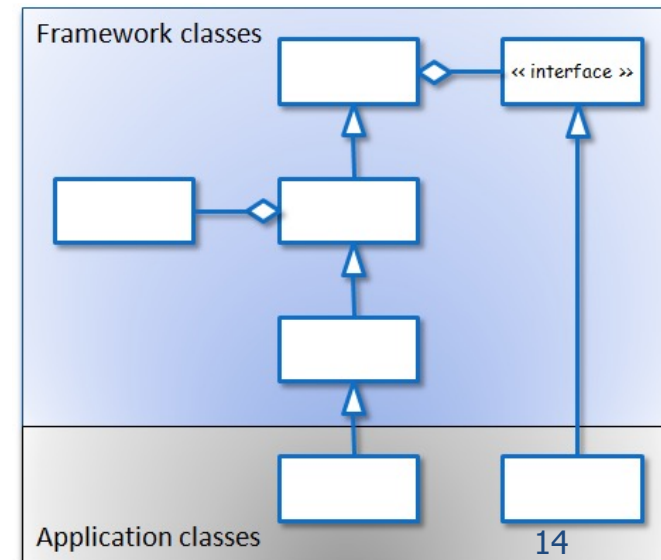 Framework classes
<< interface >>
Application classes
14